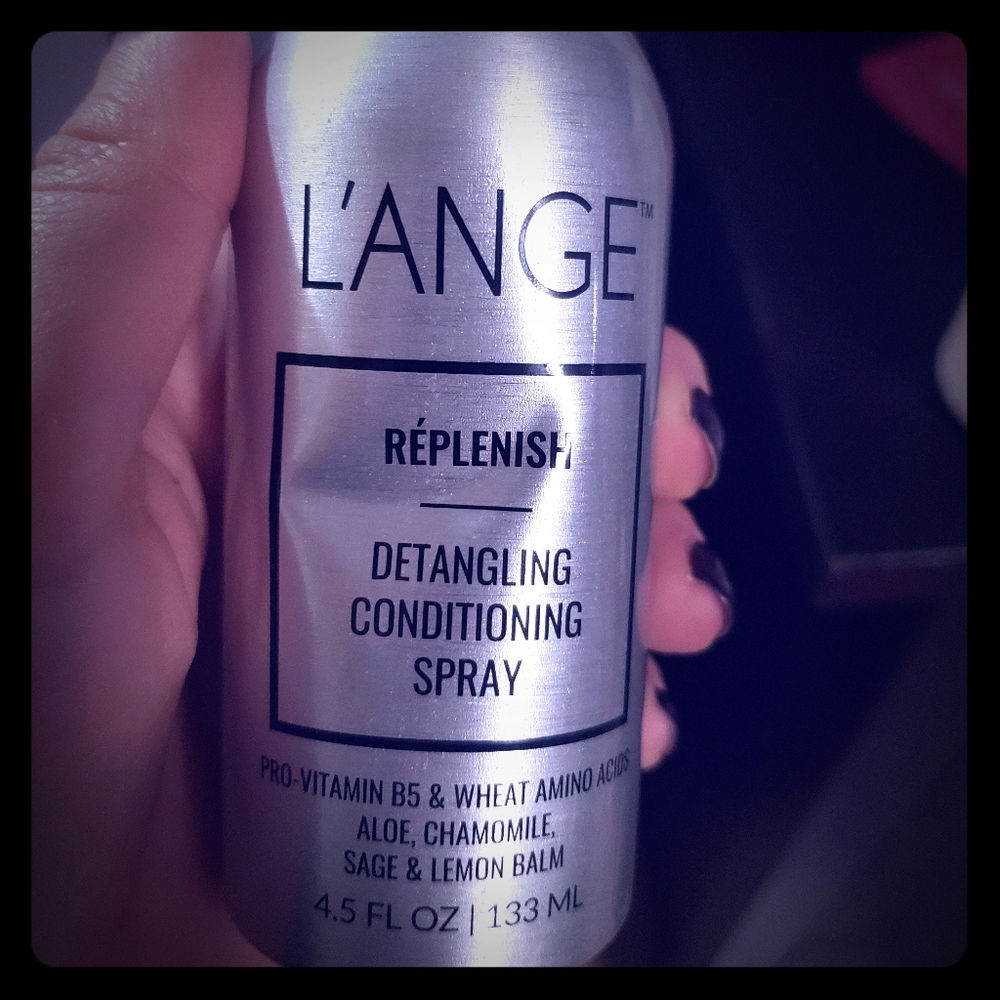 L'ANGE™
RÉPLENISH
DETANGLING
CONDITIONING
SPRAY
PRO-VITAMIN B5 & WHEAT AMINO ACIDS
ALOE, CHAMOMILE,
SAGE & LEMON BALM
4.5 FL OZ | 133 ML